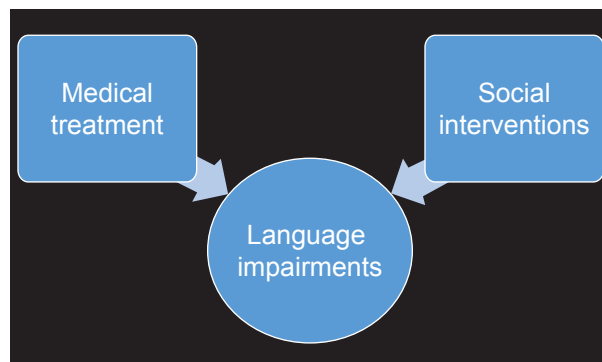 Medical
treatment
Social
interventions
Language
impairments